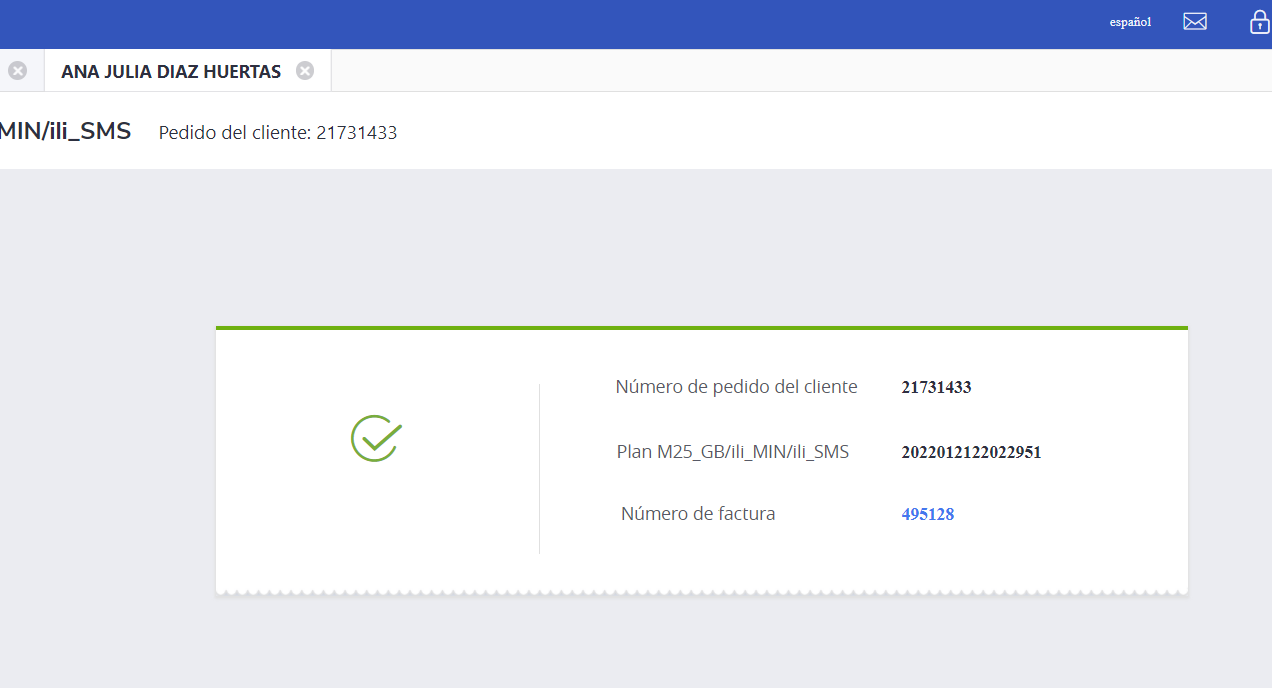 español
ANA JULIA DIAZ HUERTAS
MIN/ili_SMS Pedido del cliente: 21731433
Número de pedido del cliente 21731433
Plan M25_GB/ili_MIN/ili_SMS 2022012122022951
Número de factura 495128